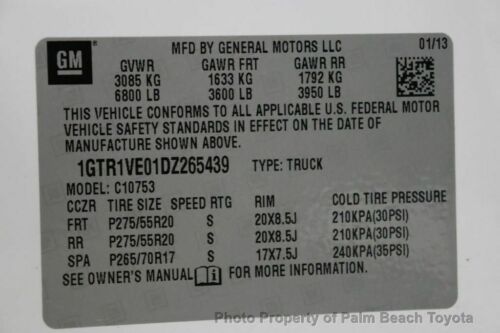 GM
MFD BY GENERAL MOTORS LLC 01/13
GVWR GAWR FRT GAWR RR
3085 KG 1633 KG 1792 KG
6800 LB 3600 LB 3950 LB
THIS VEHICLE CONFORMS TO ALL APPLICABLE U.S. FEDERAL MOTOR
VEHICLE SAFETY STANDARDS IN EFFECT ON THE DATE OF
MANUFACTURE SHOWN ABOVE.
1GTR1VE01DZ265439 TYPE: TRUCK
MODEL: C10753
CCZR TIRE SIZE SPEED RTG RIM COLD TIRE PRESSURE
FRT P275/55R20 S 20X8.5J 210KPA(30PSI)
RR P275/55R20 S 20X8.5J 210KPA(30PSI)
SPA P265/70R17 S 17X7.5J 240KPA(35PSI)
SEE OWNER'S MANUAL FOR MORE INFORMATION.
Photo Property of Palm Beach Toyota